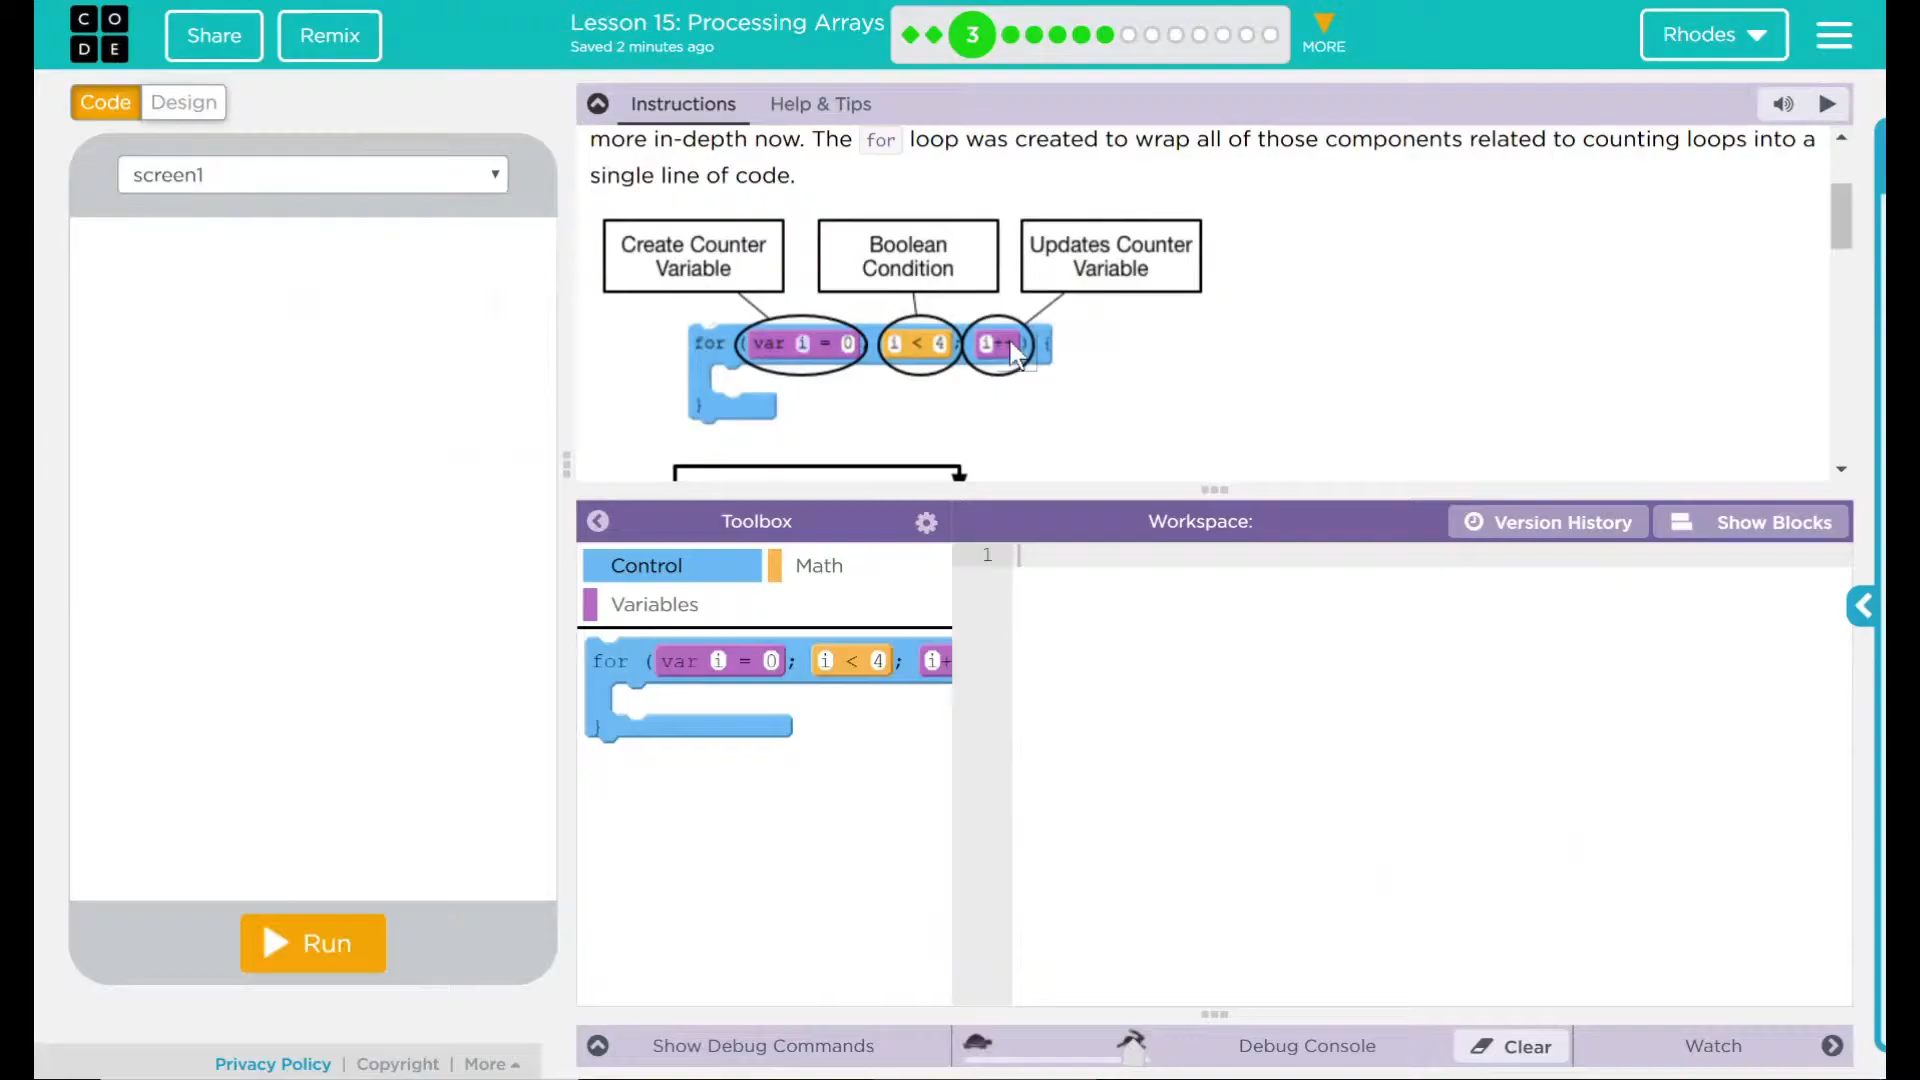 C O
D E
Share
Remix
Lesson 15: Processing Arrays
Saved 2 minutes ago
3
MORE
Rhodes
Code
Design
screen1
Instructions
Help & Tips
more in-depth now. The for loop was created to wrap all of those components related to counting loops into a
single line of code.
Create Counter
Variable
Boolean
Condition
Updates Counter
Variable
for ( var i = 0 i < 4 ; i++ ) {
}
Toolbox
Workspace:
Version History
Show Blocks
Control
Math
Variables
1
for ( var i = 0 ; i < 4 ; i+
}
Run
Show Debug Commands
Debug Console
Clear
Watch
Privacy Policy | Copyright | More